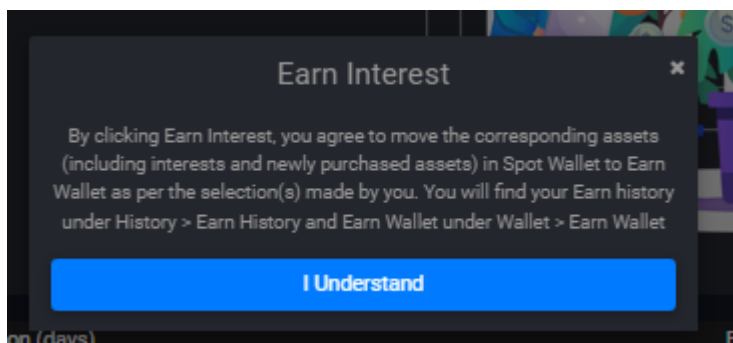 Earn Interest
×
By clicking Earn Interest, you agree to move the corresponding assets
(including interests and newly purchased assets) in Spot Wallet to Earn
Wallet as per the selection(s) made by you. You will find your Earn history
under History > Earn History and Earn Wallet under Wallet > Earn Wallet
I Understand
(days)